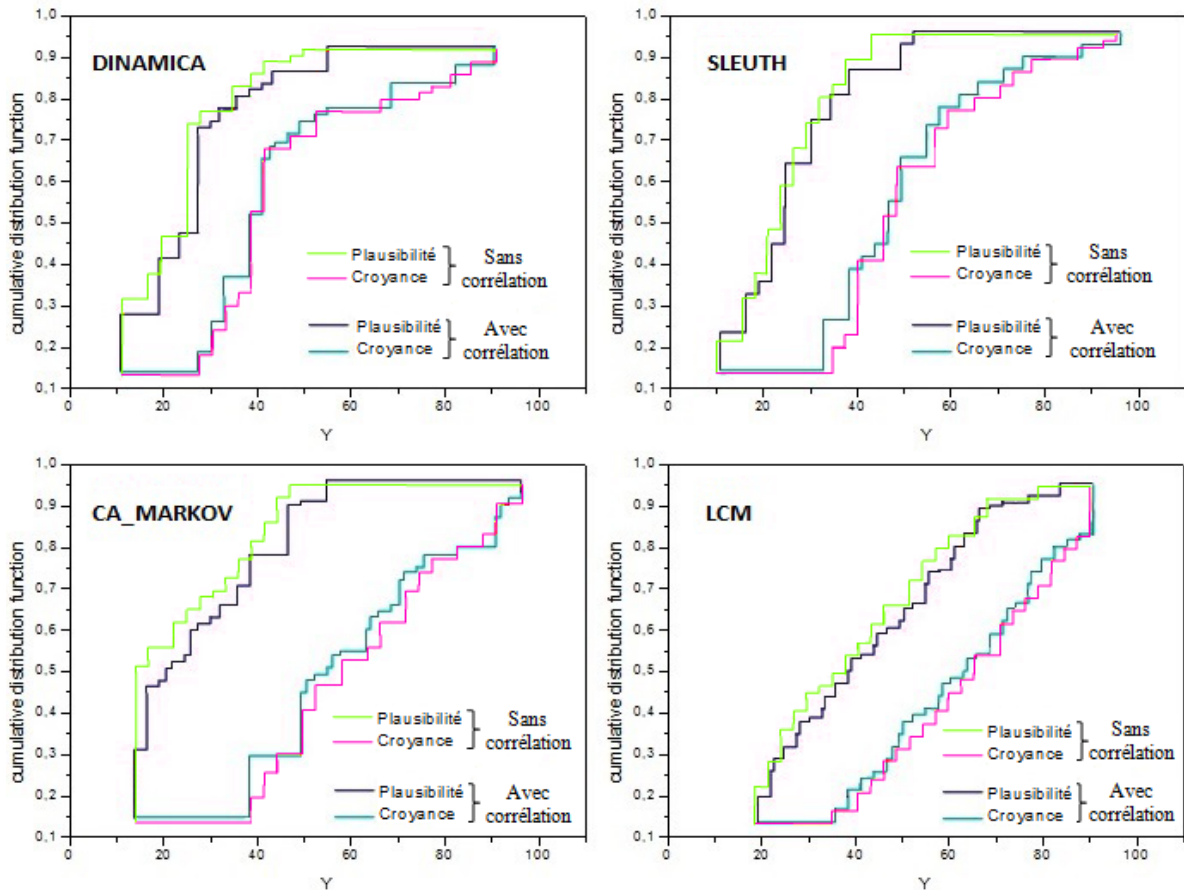 1,0
0,9
0,8
0,7
0,6
0,5
0,4
0,3
0,2
0,1
cumulative distribution function
DINAMICA
Plausibilité
Croyance
Sans
corrélation
Plausibilité
Croyance
Avec
corrélation
0 20 40 60 80 100
Y
1,0
0,9
0,8
0,7
0,6
0,5
0,4
0,3
0,2
0,1
cumulative distribution function
SLEUTH
Plausibilité
Croyance
Sans
corrélation
Plausibilité
Croyance
Avec
corrélation
0 20 40 60 80 100
Y
1,0
0,9
0,8
0,7
0,6
0,5
0,4
0,3
0,2
0,1
cumulative distribution function
CA_MARKOV
Plausibilité
Croyance
Sans
corrélation
Plausibilité
Croyance
Avec
corrélation
0 20 40 60 80 100
Y
1,0
0,9
0,8
0,7
0,6
0,5
0,4
0,3
0,2
0,1
cumulative distribution function
LCM
Plausibilité
Croyance
Sans
corrélation
Plausibilité
Croyance
Avec
corrélation
0 20 40 60 80 100
Y